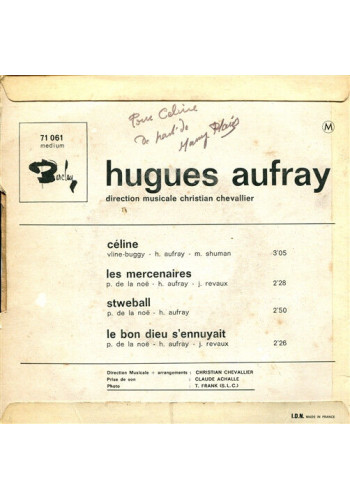 Pour Celine
De part de
71 061
medium
Barclay
M
hugues aufray
direction musicale christian chevallier
céline
vline-buggy - h. aufray - m. shuman 3'05
les mercenaires
p. de la noë - h. aufray - j. revaux 2'28
stweball
p. de la noë - h. aufray 2'50
le bon dieu s'ennuyait
p. de la noë - h. aufray - j. revaux 2'26
Direction Musicale + arrangements : CHRISTIAN CHEVALLIER
Prise de son : CLAUDE ACHALLE
Photo : T. FRANK (S.L.C.)
I.D.N. MADE IN FRANCE